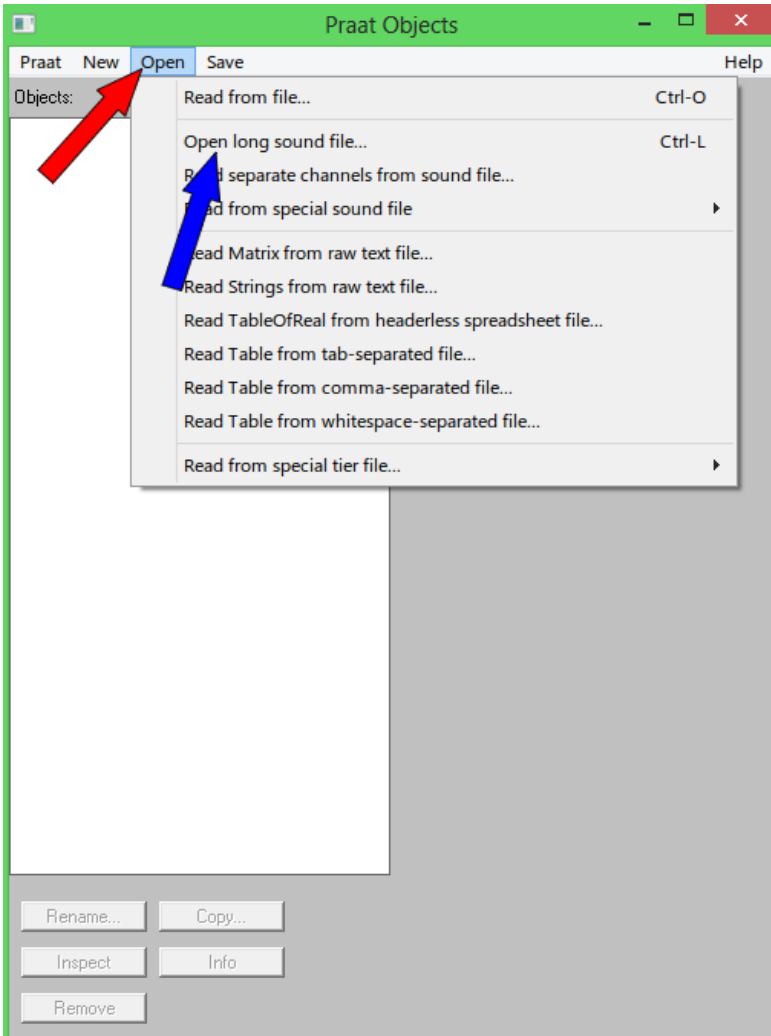 Praat Objects
Praat New Open Save Help
Objects:
Read from file... Ctrl-O
Open long sound file... Ctrl-L
Read separate channels from sound file...
Read from special sound file
Read Matrix from raw text file...
Read Strings from raw text file...
Read TableOfReal from headerless spreadsheet file...
Read Table from tab-separated file...
Read Table from comma-separated file...
Read Table from whitespace-separated file...
Read from special tier file...
Rename... Copy...
Inspect Info
Remove